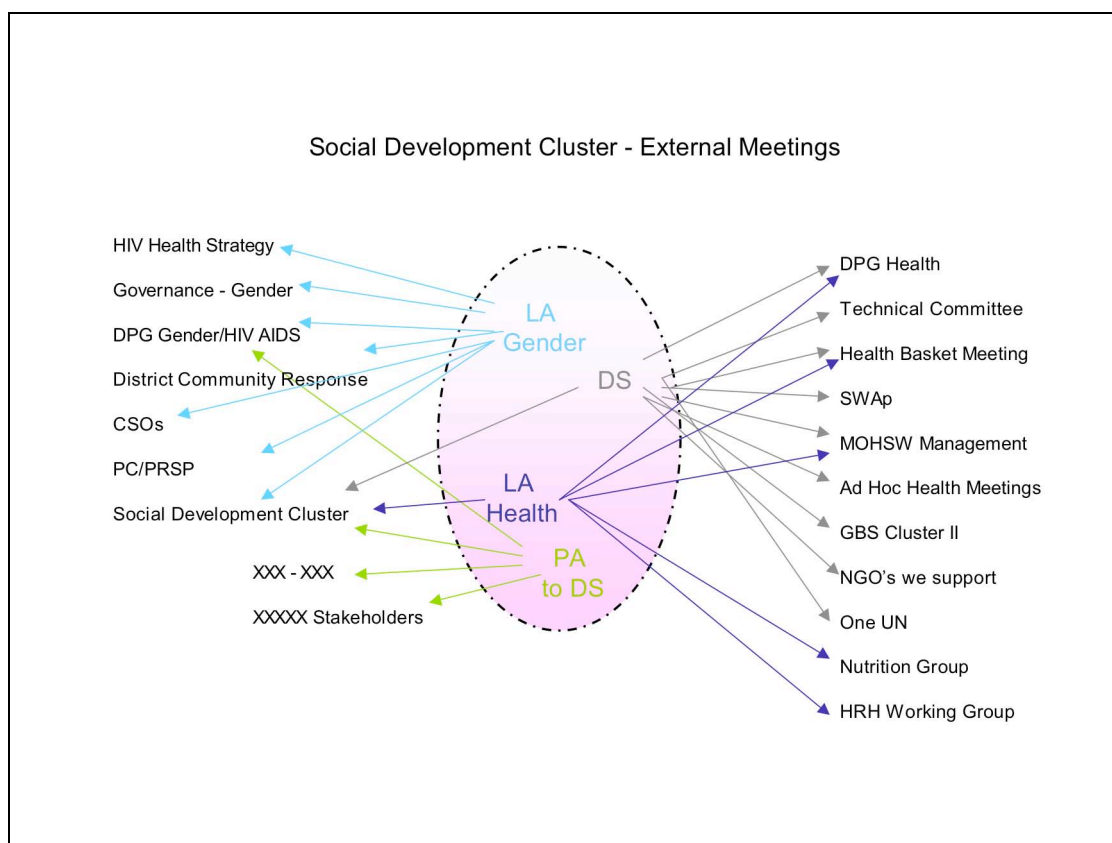 Social Development Cluster - External Meetings
HIV Health Strategy
Governance - Gender
DPG Gender/HIV AIDS
District Community Response
CSOs
PC/PRSP
Social Development Cluster
XXX - XXX
XXXXX Stakeholders
LA
Gender
DS
LA
Health
PA
to DS
DPG Health
Technical Committee
Health Basket Meeting
SWAp
MOHSW Management
Ad Hoc Health Meetings
GBS Cluster II
NGO's we support
One UN
Nutrition Group
HRH Working Group